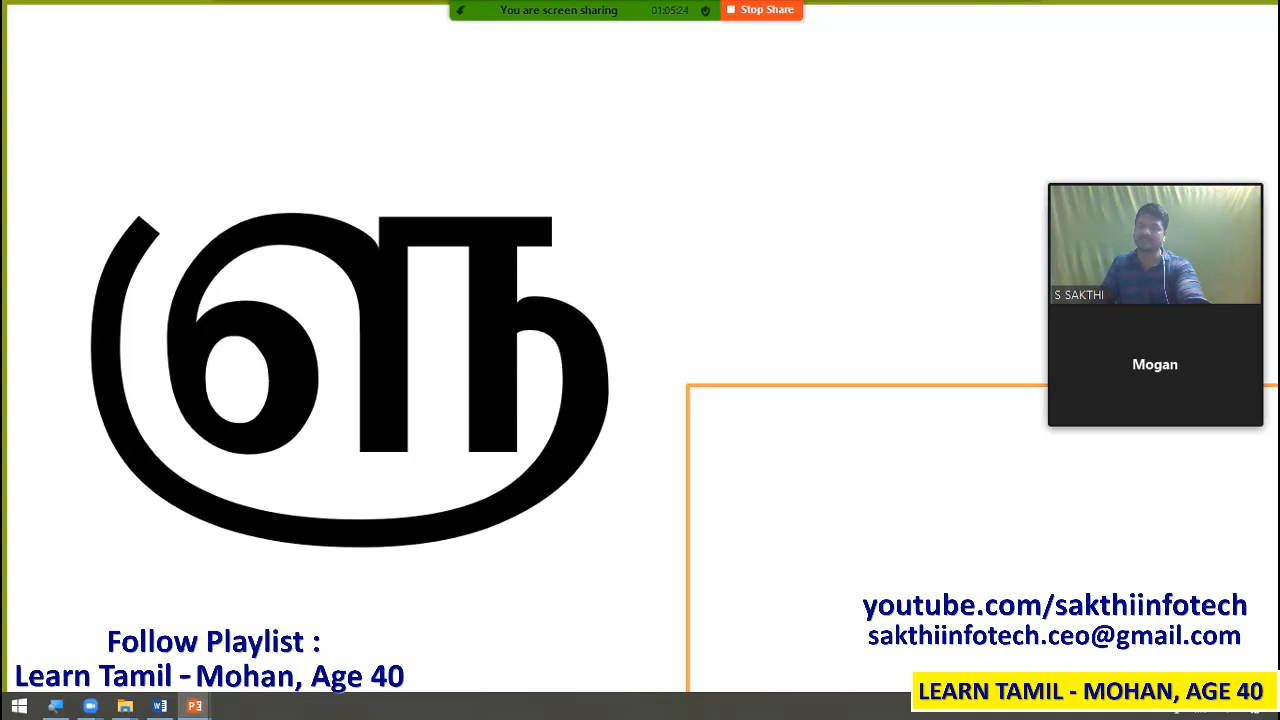 You are screen sharing 01:05:24 Stop Share
ளு
S SAKTHI
Mogan
youtube.com/sakthiinfotech
sakthiinfotech.ceo@gmail.com
Follow Playlist :
Learn Tamil - Mohan, Age 40
LEARN TAMIL - MOHAN, AGE 40